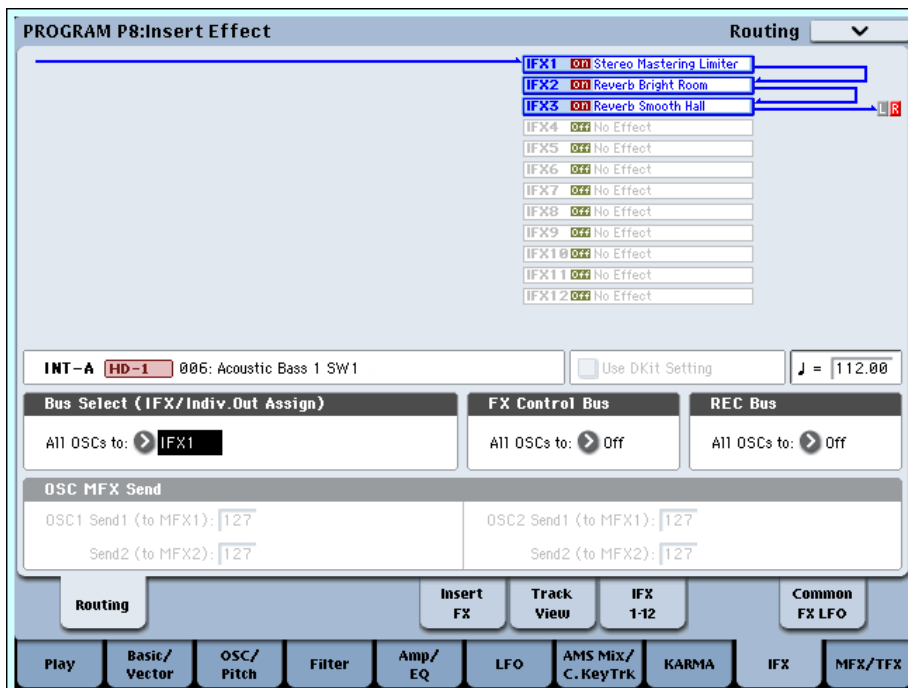 PROGRAM P8:Insert Effect
Routing
IFX1 On Stereo Mastering Limiter
IFX2 On Reverb Bright Room
IFX3 On Reverb Smooth Hall
L R
IFX4 Off No Effect
IFX5 Off No Effect
IFX6 Off No Effect
IFX7 Off No Effect
IFX8 Off No Effect
IFX9 Off No Effect
IFX10 Off No Effect
IFX11 Off No Effect
IFX12 Off No Effect
INT-A HD-1 006: Acoustic Bass 1 SW1
Use DKit Setting
♩ = 112.00
Bus Select (IFX/Indiv.Out Assign)
FX Control Bus
REC Bus
All OSCs to: IFX1
All OSCs to: Off
All OSCs to: Off
OSC MFX Send
OSC1 Send1 (to MFX1): 127
OSC2 Send1 (to MFX1): 127
Send2 (to MFX2): 127
Send2 (to MFX2): 127
Routing
Insert
FX
Track
View
IFX
1-12
Common
FX LFO
Play
Basic/
Vector
OSC/
Pitch
Filter
Amp/
EQ
LFO
AMS Mix/
C.KeyTrk
KARMA
IFX
MFX/TFX